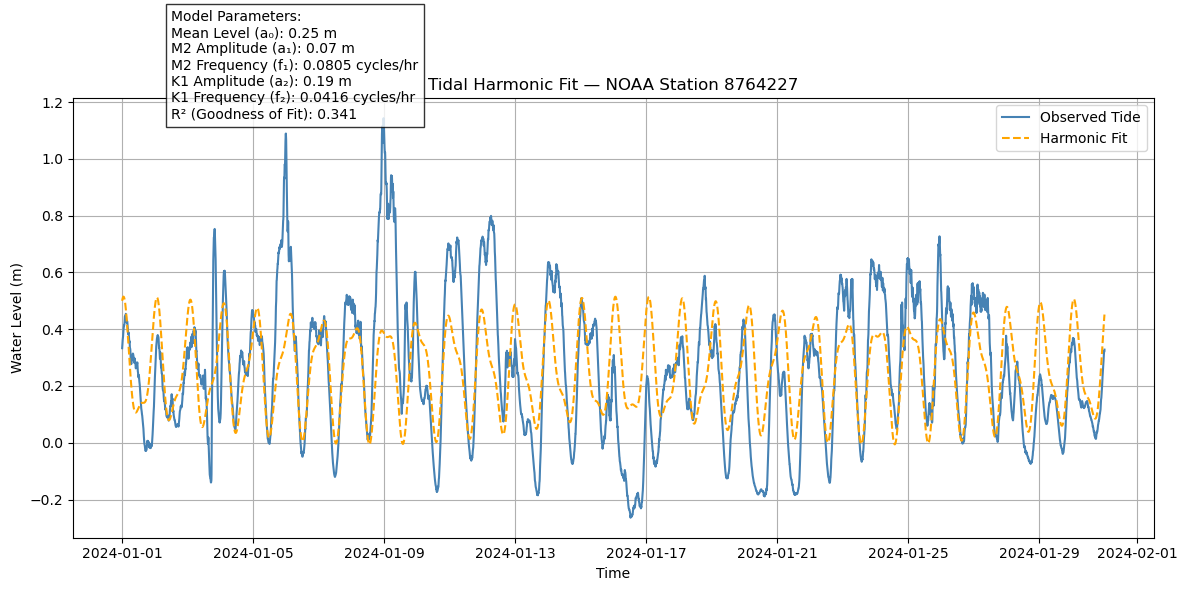 Model Parameters:
Mean Level (a₀): 0.25 m
M2 Amplitude (a₁): 0.07 m
M2 Frequency (f₁): 0.0805 cycles/hr
K1 Amplitude (a₂): 0.19 m
K1 Frequency (f₂): 0.0416 cycles/hr
R² (Goodness of Fit): 0.341
Tidal Harmonic Fit — NOAA Station 8764227
Observed Tide
Harmonic Fit
Water Level (m)
1.2
1.0
0.8
0.6
0.4
0.2
0.0
−0.2
2024-01-01
2024-01-05
2024-01-09
2024-01-13
2024-01-17
2024-01-21
2024-01-25
2024-01-29
2024-02-01
Time